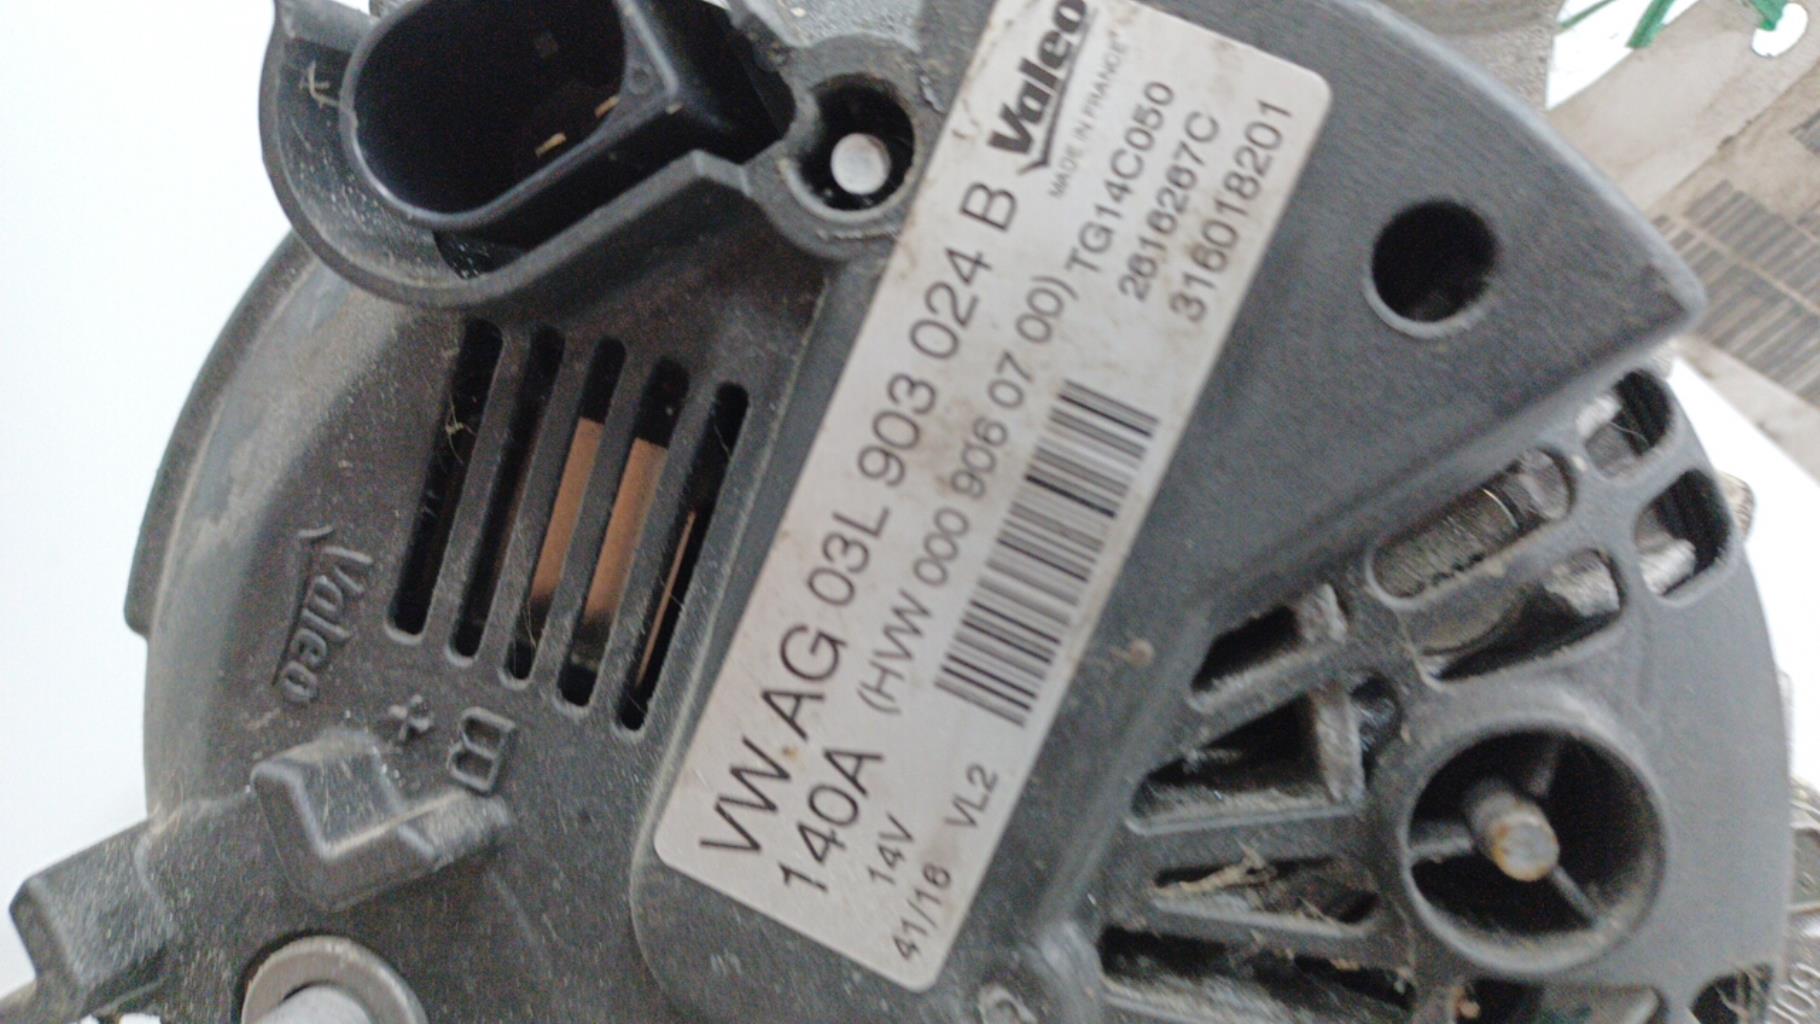 Valeo
MADE IN FRANCE
VW AG 03L 903 024 B
140A (HVW 000 906 07 00) TG14C050
14V 2616267C
41/16 VL2 316018201
Valeo
B+